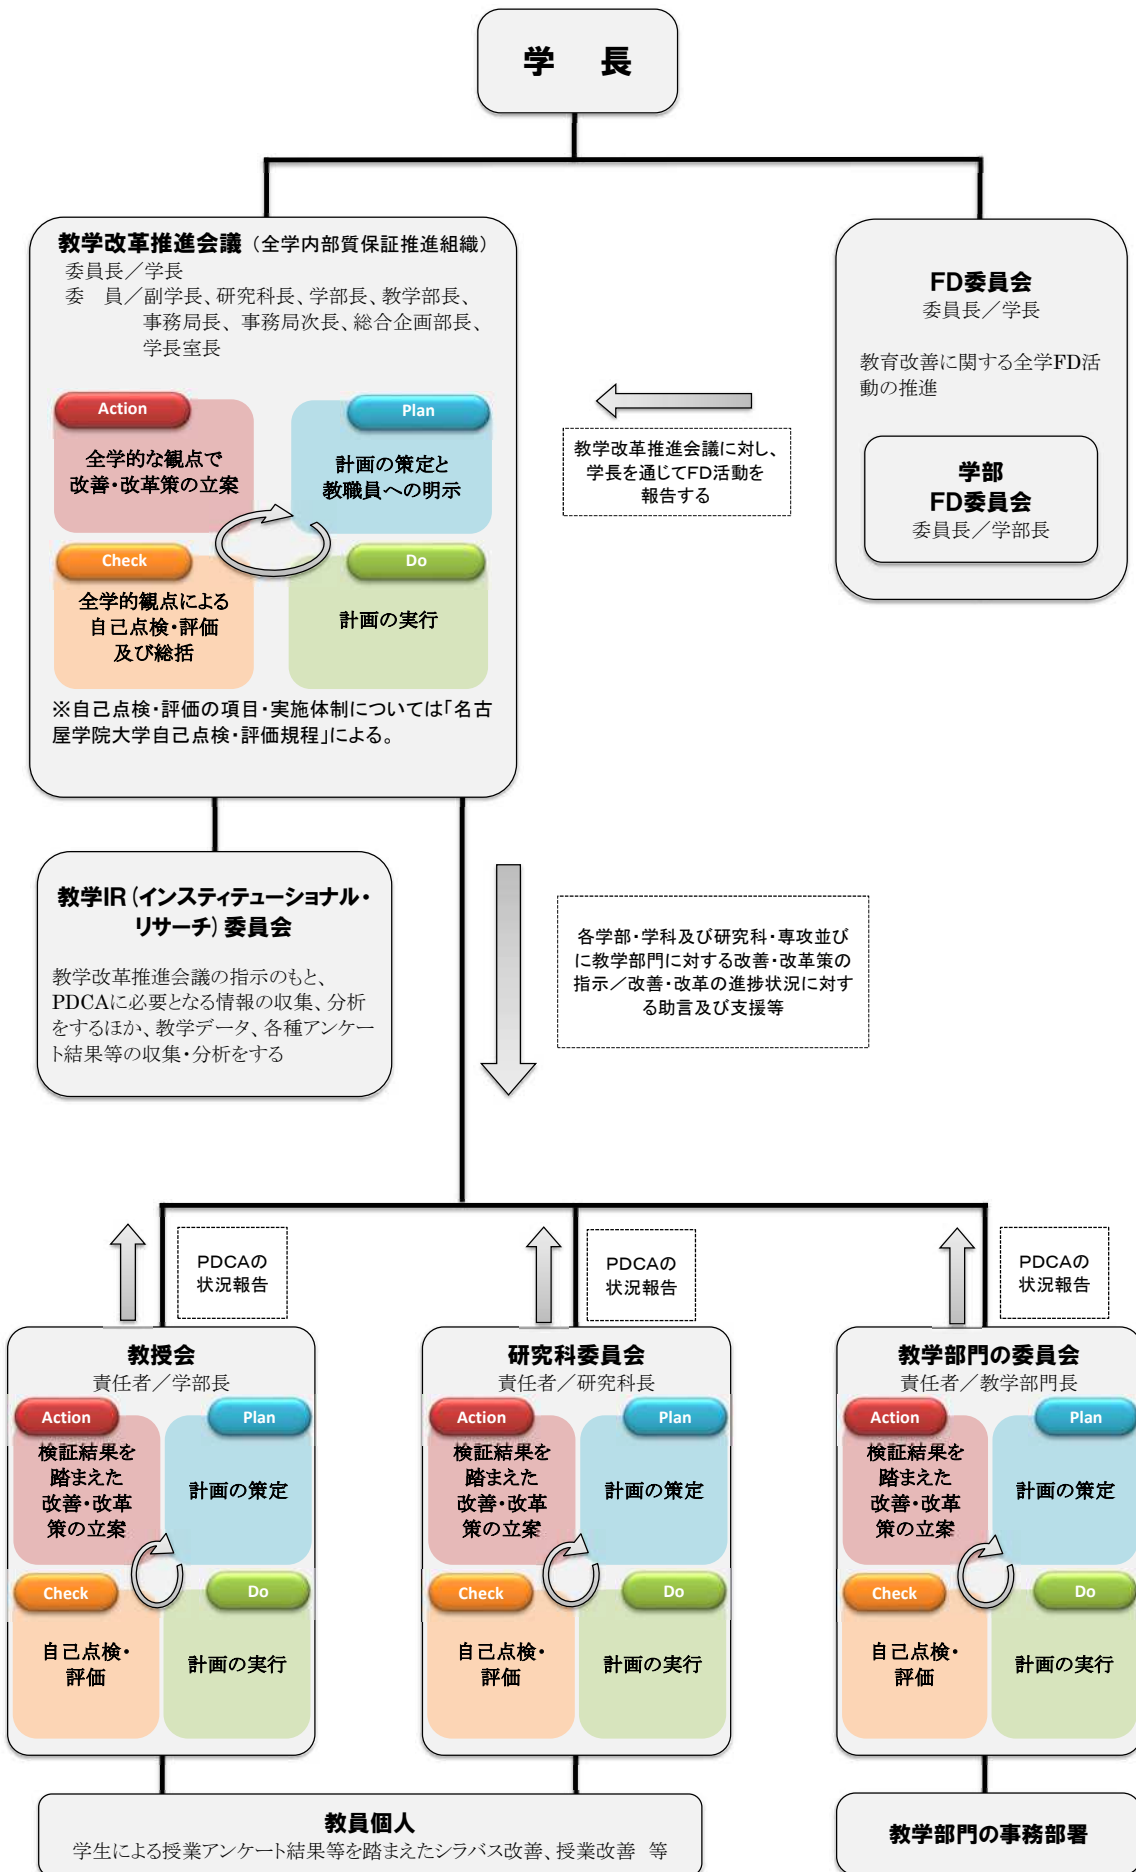 学　長
教学改革推進会議（全学内部質保証推進組織）
委員長／学長
委　員／副学長、研究科長、学部長、教学部長、
事務局長、事務局次長、総合企画部長、
学長室長
Action
全学的な観点で
改善・改革策の立案
Plan
計画の策定と
教職員への明示
Check
全学的観点による
自己点検・評価
及び総括
Do
計画の実行
※自己点検・評価の項目・実施体制については「名古
屋学院大学自己点検・評価規程」による。
教学改革推進会議に対し、
学長を通じてFD活動を
報告する
FD委員会
委員長／学長
教育改善に関する全学FD活
動の推進
学部
FD委員会
委員長／学部長
教学IR（インスティテューショナル・
リサーチ）委員会
教学改革推進会議の指示のもと、
PDCAに必要となる情報の収集、分析
をするほか、教学データ、各種アンケー
ト結果等の収集・分析をする
各学部・学科及び研究科・専攻並び
に教学部門に対する改善・改革策の
指示／改善・改革の進捗状況に対す
る助言及び支援等
PDCAの
状況報告
PDCAの
状況報告
PDCAの
状況報告
教授会
責任者／学部長
Action
検証結果を
踏まえた
改善・改革
策の立案
Plan
計画の策定
Check
自己点検・
評価
Do
計画の実行
研究科委員会
責任者／研究科長
Action
検証結果を
踏まえた
改善・改革
策の立案
Plan
計画の策定
Check
自己点検・
評価
Do
計画の実行
教学部門の委員会
責任者／教学部門長
Action
検証結果を
踏まえた
改善・改革
策の立案
Plan
計画の策定
Check
自己点検・
評価
Do
計画の実行
教員個人
学生による授業アンケート結果等を踏まえたシラバス改善、授業改善　等
教学部門の事務部署